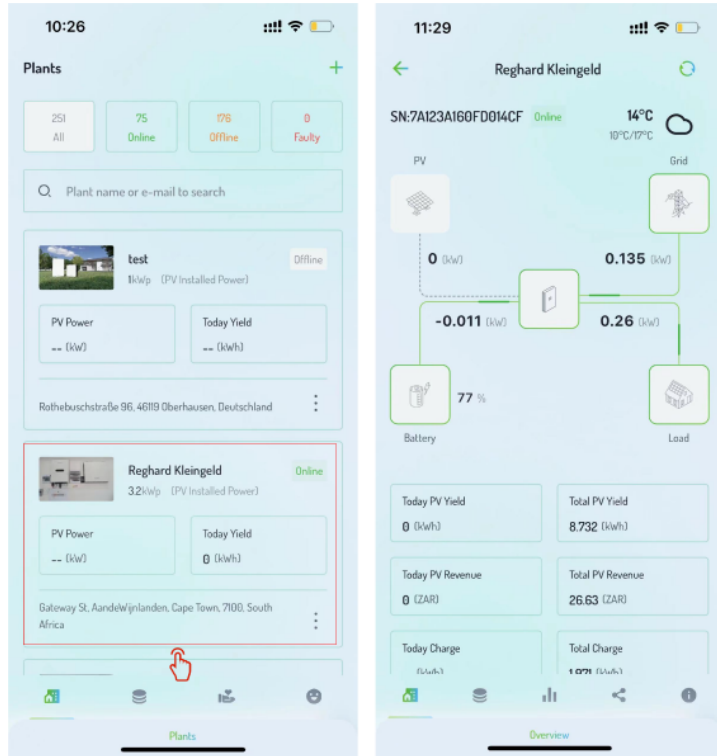 10:26
Plants
+
251
All
75
Online
176
Offline
0
Faulty
Plant name or e-mail to search
test
Offline
1kWp (PV Installed Power)
PV Power
-- (kW)
Today Yield
-- (kWh)
Rothebuschstraße 96, 46119 Oberhausen, Deutschland
Reghard Kleingeld
Online
3.2kWp (PV Installed Power)
PV Power
-- (kW)
Today Yield
0 (kWh)
Gateway St, AandeWijnlanden, Cape Town, 7100, South
Africa
Plants
11:29
Reghard Kleingeld
SN:7A123A160FD014CF Online
14°C
10°C/17°C
PV
Grid
0 (kW)
0.135 (kW)
-0.011 (kW)
0.26 (kW)
77 %
Battery
Load
Today PV Yield
0 (kWh)
Total PV Yield
8.732 (kWh)
Today PV Revenue
0 (ZAR)
Total PV Revenue
26.63 (ZAR)
Today Charge
(kWh)
Total Charge
1.971 (kWh)
Overview